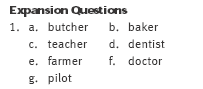 Expansion Questions
1. a. butcher b. baker
c. teacher d. dentist
e. farmer f. doctor
g. pilot